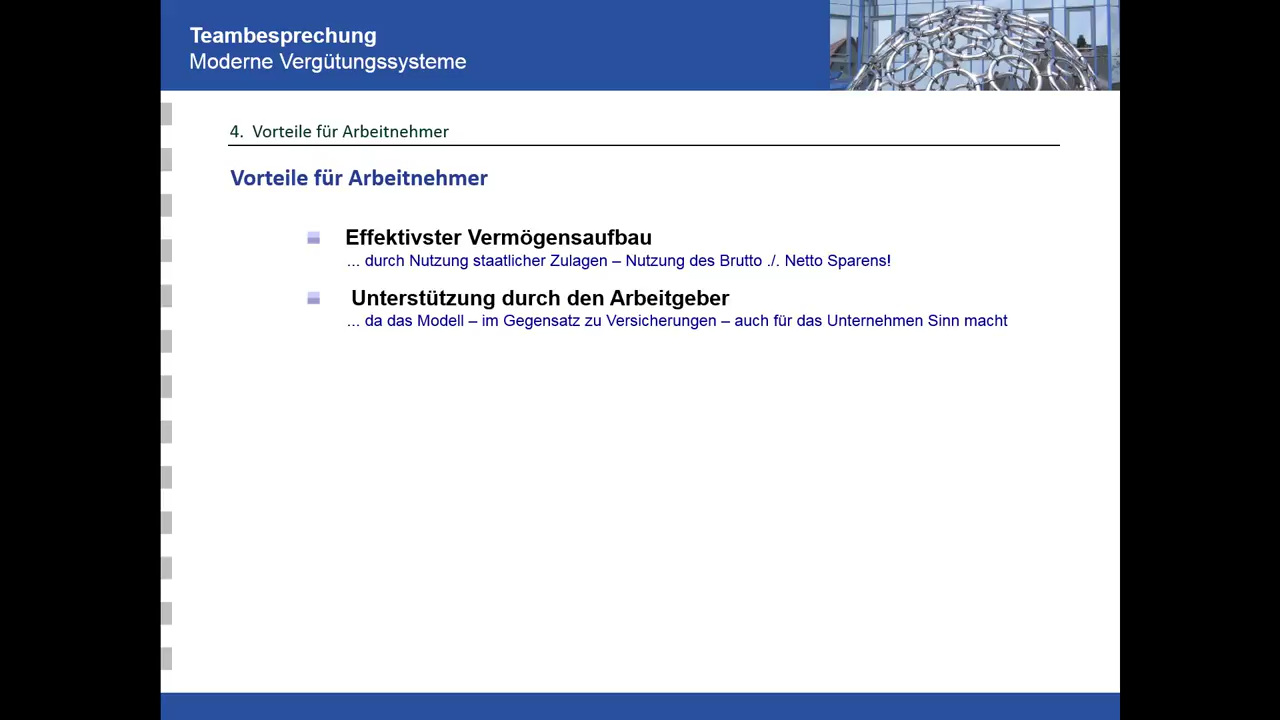 Teambesprechung
Moderne Vergütungssysteme
4. Vorteile für Arbeitnehmer
Vorteile für Arbeitnehmer
Effektivster Vermögensaufbau
... durch Nutzung staatlicher Zulagen – Nutzung des Brutto ./. Netto Sparens!
Unterstützung durch den Arbeitgeber
... da das Modell – im Gegensatz zu Versicherungen – auch für das Unternehmen Sinn macht